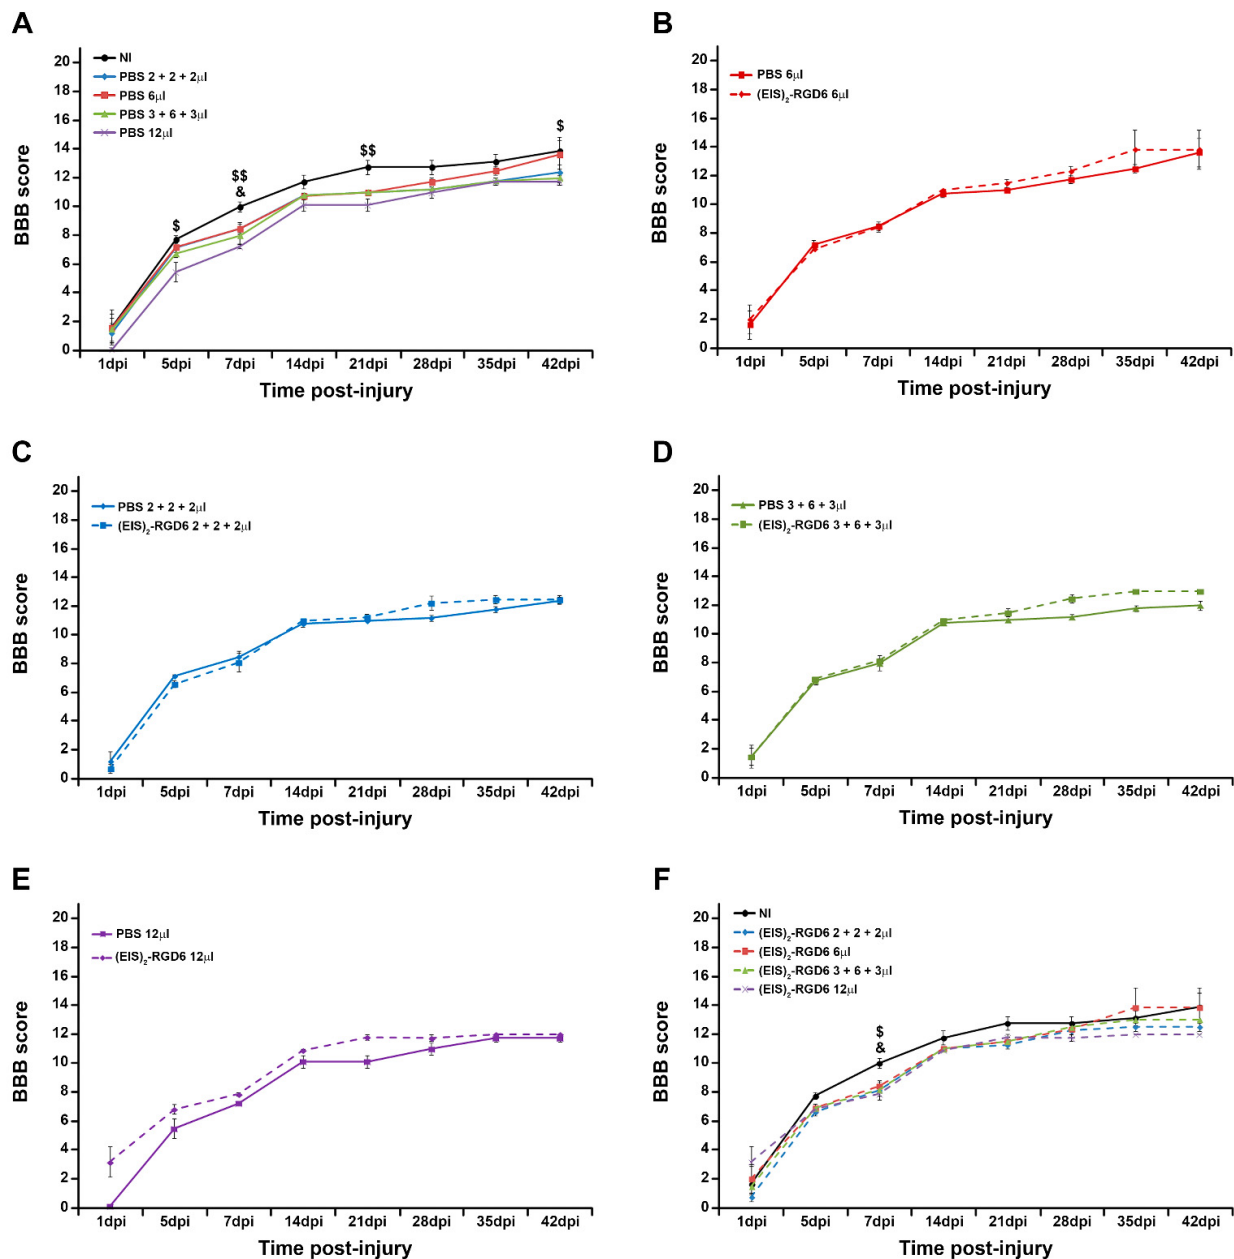 A
BBB score
20
18
16
14
12
10
8
6
4
2
0
NI
PBS 2 + 2 + 2μl
PBS 6μl
PBS 3 + 6 + 3μl
PBS 12μl
$
$$
&
$$
$
1dpi 5dpi 7dpi 14dpi 21dpi 28dpi 35dpi 42dpi
Time post-injury
B
BBB score
20
18
16
14
12
10
8
6
4
2
0
PBS 6μl
(EIS)2-RGD6 6μl
1dpi 5dpi 7dpi 14dpi 21dpi 28dpi 35dpi 42dpi
Time post-injury
C
BBB score
20
18
16
14
12
10
8
6
4
2
0
PBS 2 + 2 + 2μl
(EIS)2-RGD6 2 + 2 + 2μl
1dpi 5dpi 7dpi 14dpi 21dpi 28dpi 35dpi 42dpi
Time post-injury
D
BBB score
20
18
16
14
12
10
8
6
4
2
0
PBS 3 + 6 + 3μl
(EIS)2-RGD6 3 + 6 + 3μl
1dpi 5dpi 7dpi 14dpi 21dpi 28dpi 35dpi 42dpi
Time post-injury
E
BBB score
20
18
16
14
12
10
8
6
4
2
0
PBS 12μl
(EIS)2-RGD6 12μl
1dpi 5dpi 7dpi 14dpi 21dpi 28dpi 35dpi 42dpi
Time post-injury
F
BBB score
20
18
16
14
12
10
8
6
4
2
0
NI
(EIS)2-RGD6 2 + 2 + 2μl
(EIS)2-RGD6 6μl
(EIS)2-RGD6 3 + 6 + 3μl
(EIS)2-RGD6 12μl
$
&
1dpi 5dpi 7dpi 14dpi 21dpi 28dpi 35dpi 42dpi
Time post-injury